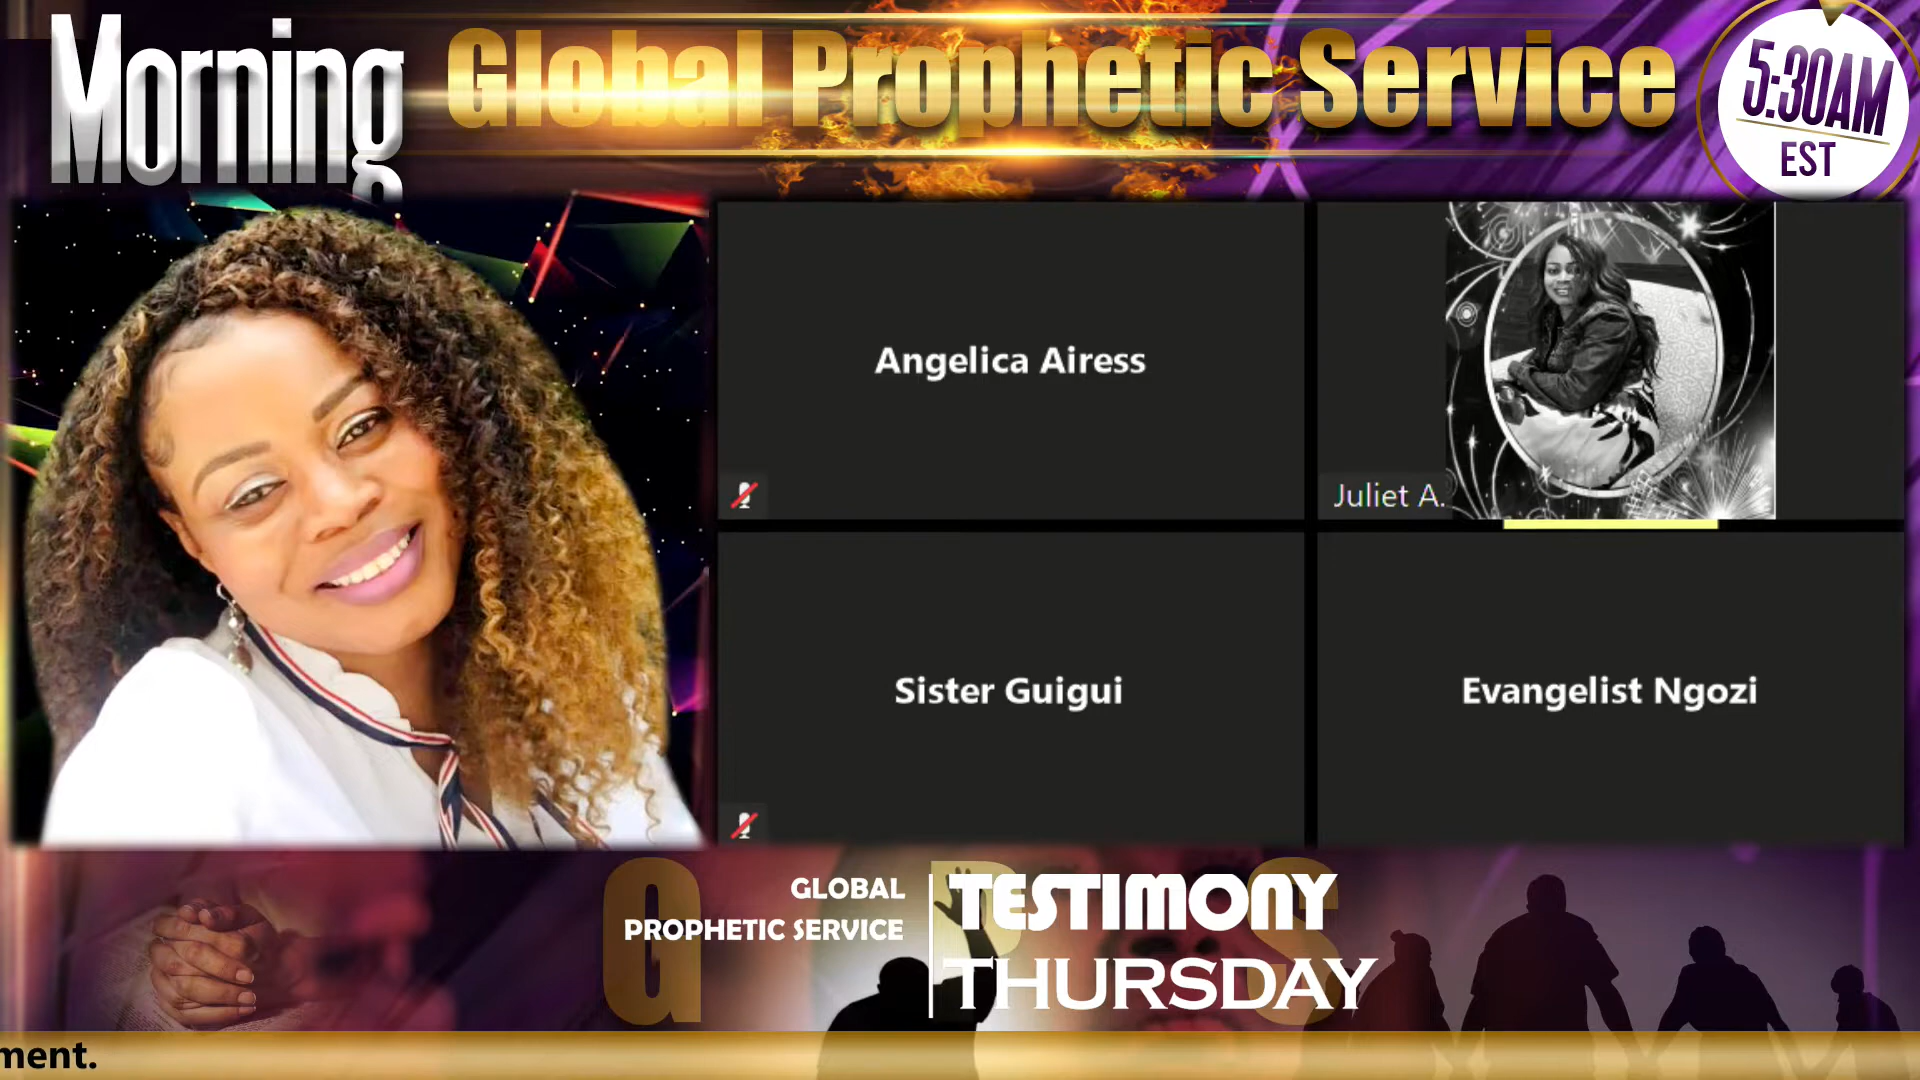 Morning
Global Prophetic Service
5:30AM
EST
Angelica Airess
Juliet A.
Sister Guigui
Evangelist Ngozi
G P S
GLOBAL
PROPHETIC SERVICE
TESTIMONY
THURSDAY
ment.